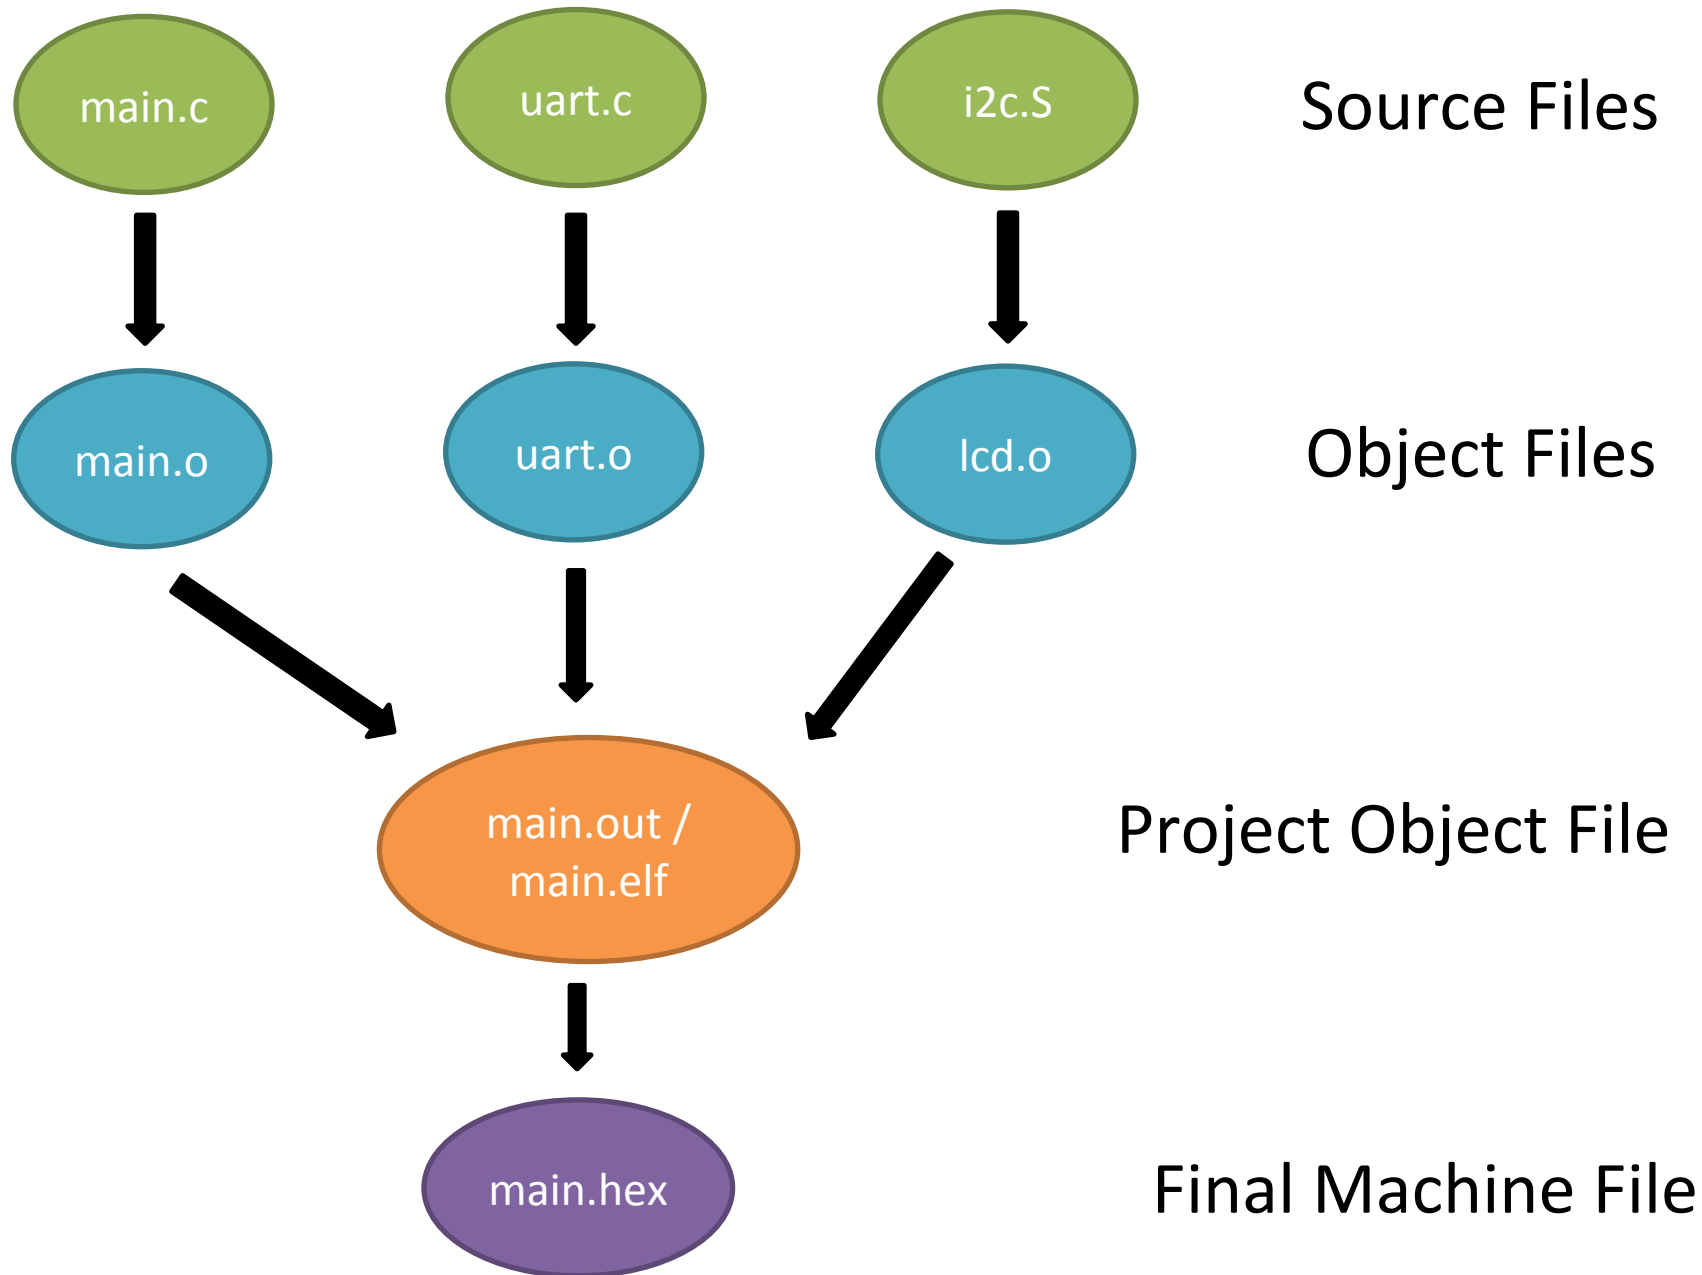 main.c
uart.c
i2c.S
Source Files
main.o
uart.o
lcd.o
Object Files
main.out /
main.elf
Project Object File
main.hex
Final Machine File